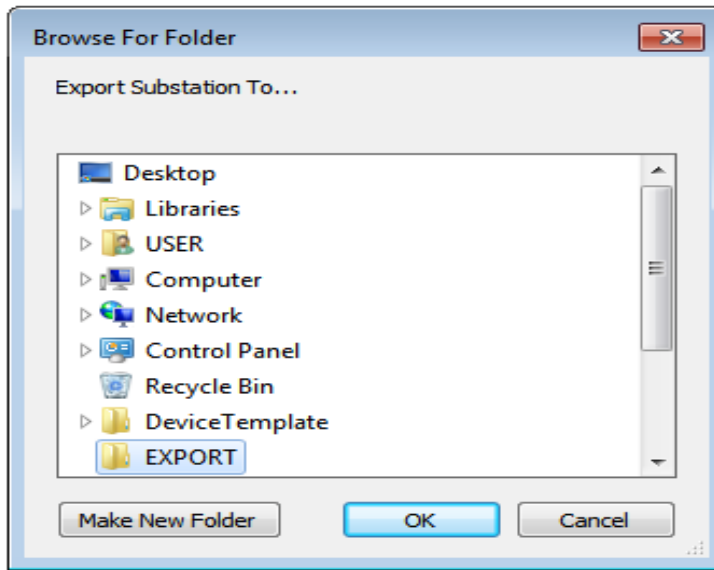 Browse For Folder
Export Substation To...
Desktop
Libraries
USER
Computer
Network
Control Panel
Recycle Bin
DeviceTemplate
EXPORT
Make New Folder OK Cancel